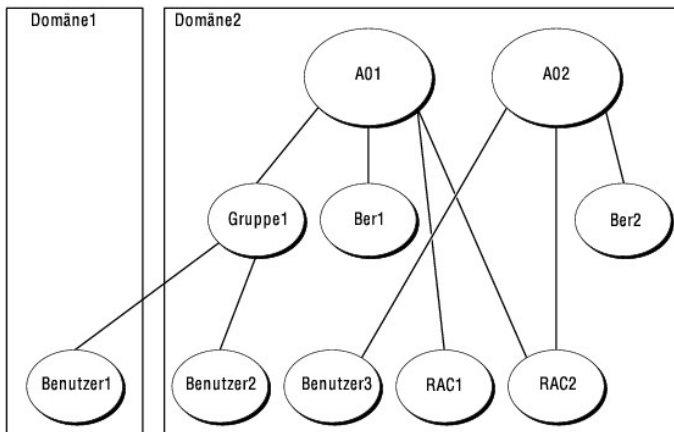 Domäne1
Domäne2
A01
A02
Gruppe1
Ber1
Ber2
Benutzer1
Benutzer2
Benutzer3
RAC1
RAC2